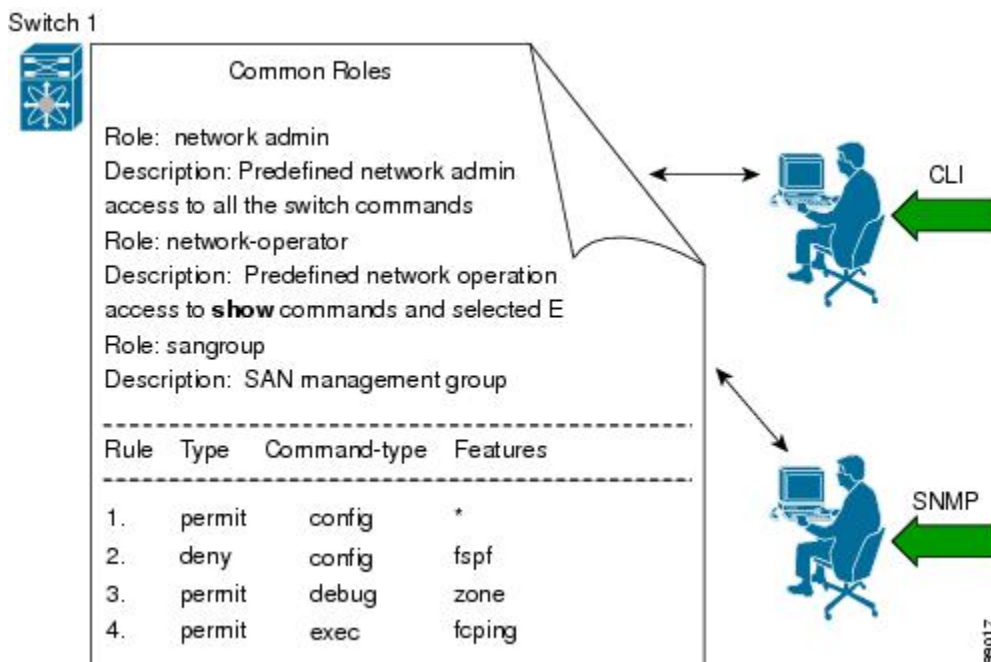 Switch 1
Common Roles
Role: network admin
Description: Predefined network admin
access to all the switch commands
Role: network-operator
Description: Predefined network operation
access to show commands and selected E
Role: sangroup
Description: SAN management group
Rule Type Command-type Features
1. permit config *
2. deny config fspf
3. permit debug zone
4. permit exec fcping
CLI
SNMP